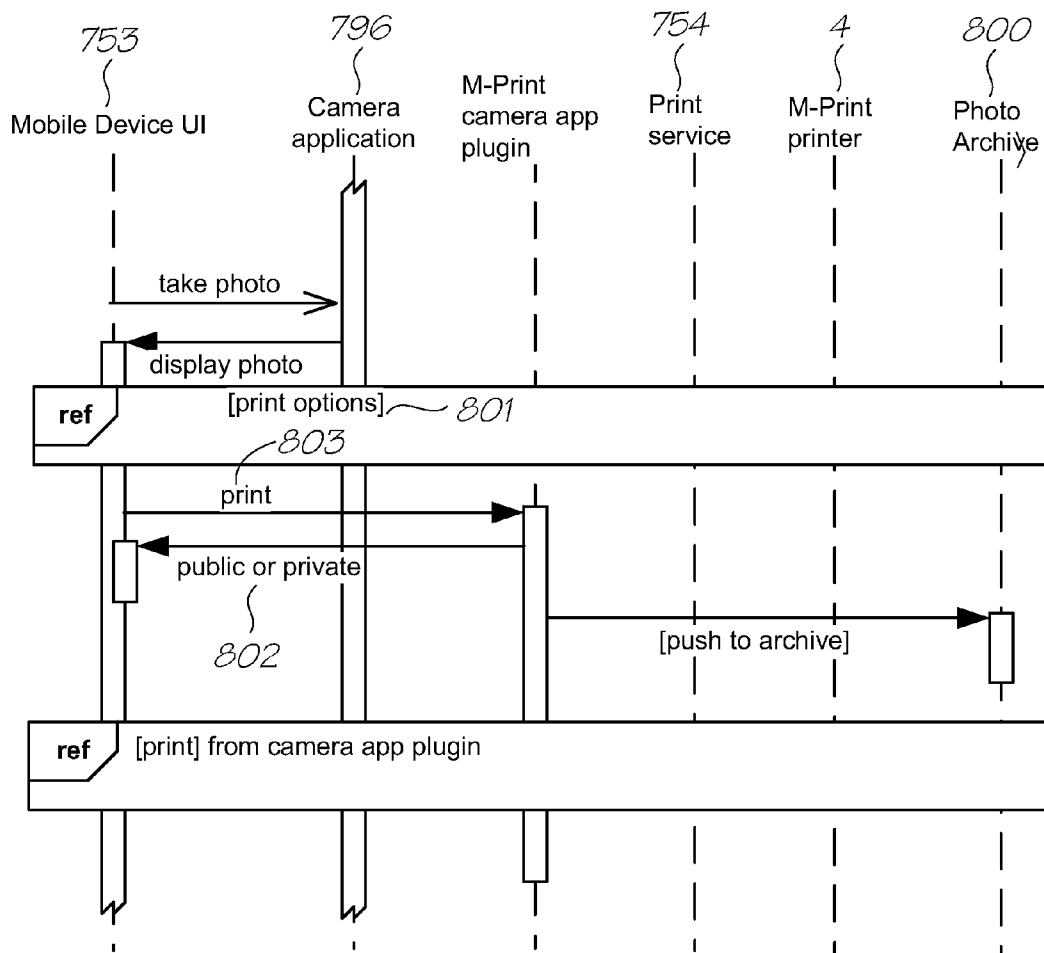 753
796
754
4
800
Mobile Device UI
Camera
application
M-Print
camera app
plugin
Print
service
M-Print
printer
Photo
Archive
take photo
display photo
ref
[print options]
801
803
print
public or private
802
[push to archive]
ref
[print] from camera app plugin